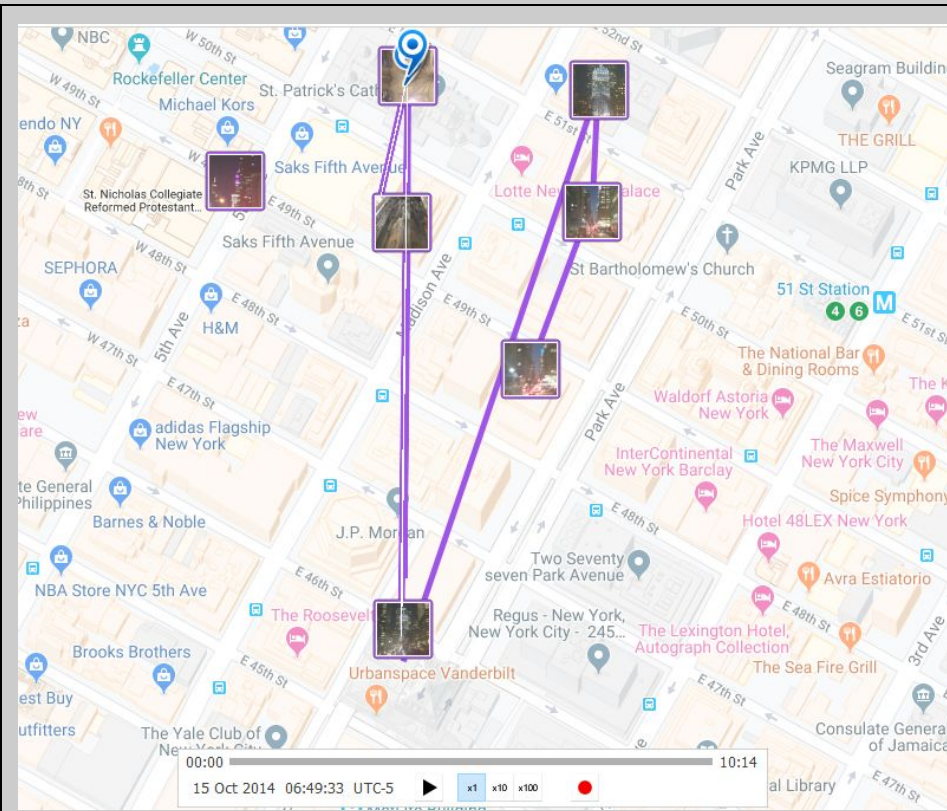 NBC
W 50th St
52nd St
Rockefeller Center
W 49th St
St. Patrick's Cath
Seagram Buildin
Michael Kors
endo NY
E 51st
THE GRILL
Saks Fifth Avenue
KPMG LLP
8th St
Park Ave
St. Nicholas Collegiate
Reformed Protestant...
Lotte New
alace
E 49th St
W 48th St
Saks Fifth Avenue
SEPHORA
St Bartholomew's Church
51 St Station
M
4 6
E 48th St
E 49th St
E 50th St
E 51st S
H&M
5th Ave
W 47th St
The National Bar
& Dining Rooms
Waldorf Astoria
New York
The K
Park Ave
E 47th St
adidas Flagship
New York
InterContinental
New York Barclay
The Maxwell
New York City
te General
Philippines
Spice Symphony
Barnes & Noble
E 48th St
Hotel 48LEX New York
J.P. Morgan
Two Seventy
seven Park Avenue
E 46th St
Avra Estiatorio
NBA Store NYC 5th Ave
The Roosevelt
Regus - New York,
New York City - 245...
E 48th St
The Lexington Hotel,
Autograph Collection
3rd Ave
Brooks Brothers
E 45th St
The Sea Fire Grill
Urbanspace Vanderbilt
E 47th St
est Buy
utfitters
The Yale Club of
New York City
Consulate Genera
of Jamaica
00:00
10:14
15 Oct 2014 06:49:33 UTC-5
x1 x10 x100
al Library
E 47th St